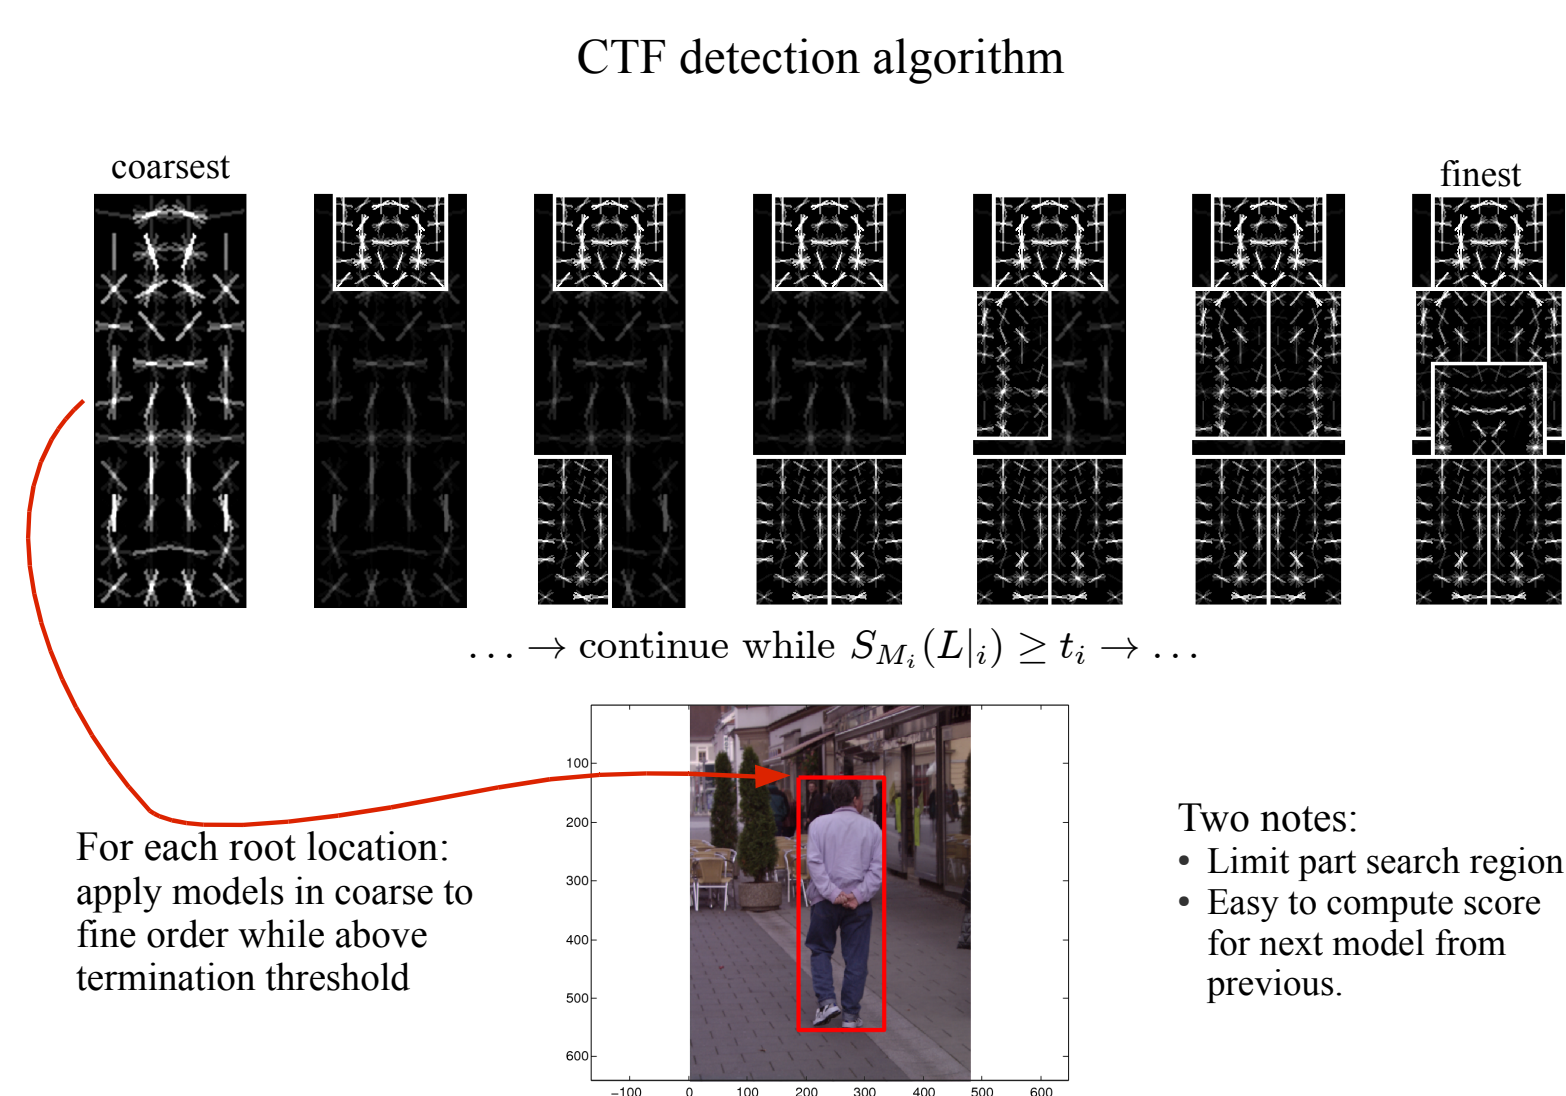 CTF detection algorithm
coarsest
finest
... → continue while $S_{M_i}(L|_i) \geq t_i$ → ...
For each root location:
apply models in coarse to
fine order while above
termination threshold
100
200
300
400
500
600
−100 0 100 200 300 400 500 600
Two notes:
• Limit part search region
• Easy to compute score
for next model from
previous.